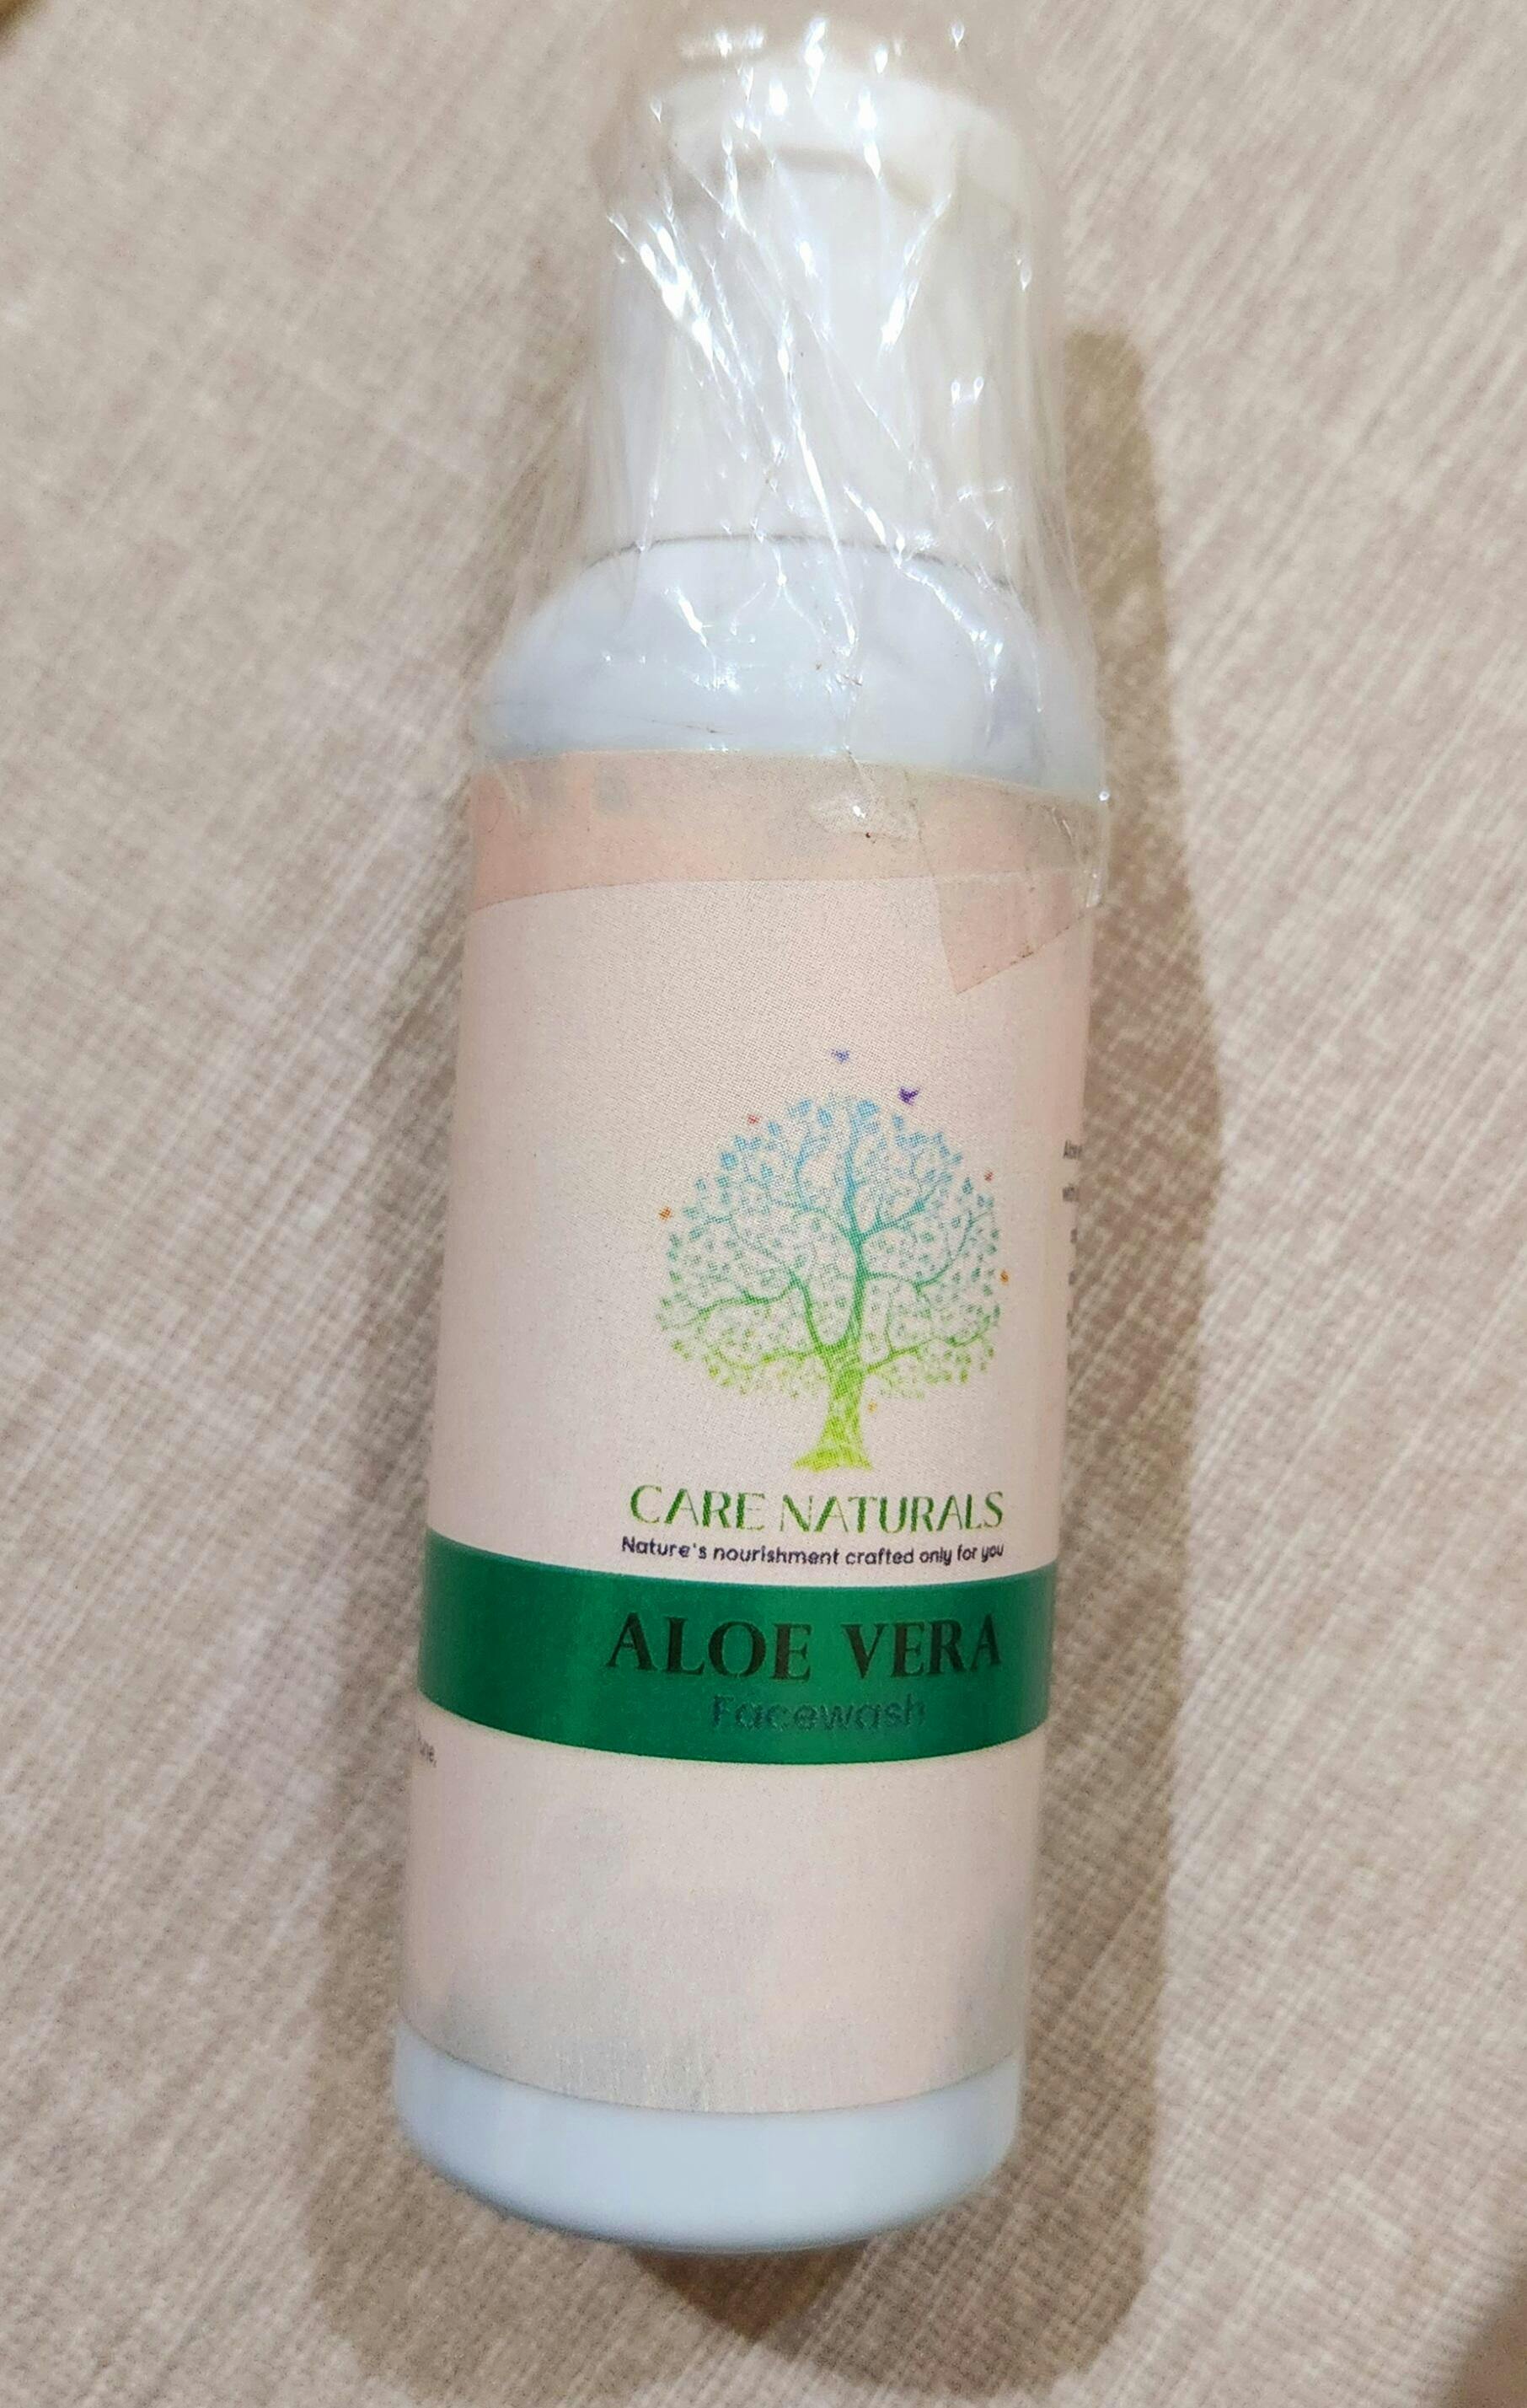 CARE NATURALS
Nature's nourishment crafted only for you
ALOE VERA
Facewash